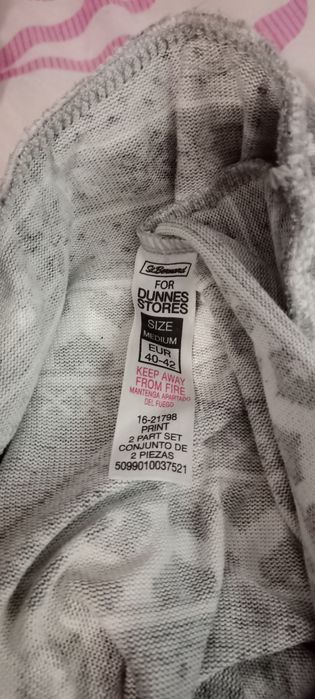 St. Bernard
FOR
DUNNES
STORES
SIZE
MEDIUM
EUR
40-42
KEEP AWAY
FROM FIRE
MANTENGA APARTADO
DEL FUEGO
16-21798
PRINT
2 PART SET
CONJUNTO DE
2 PIEZAS
5099010037521